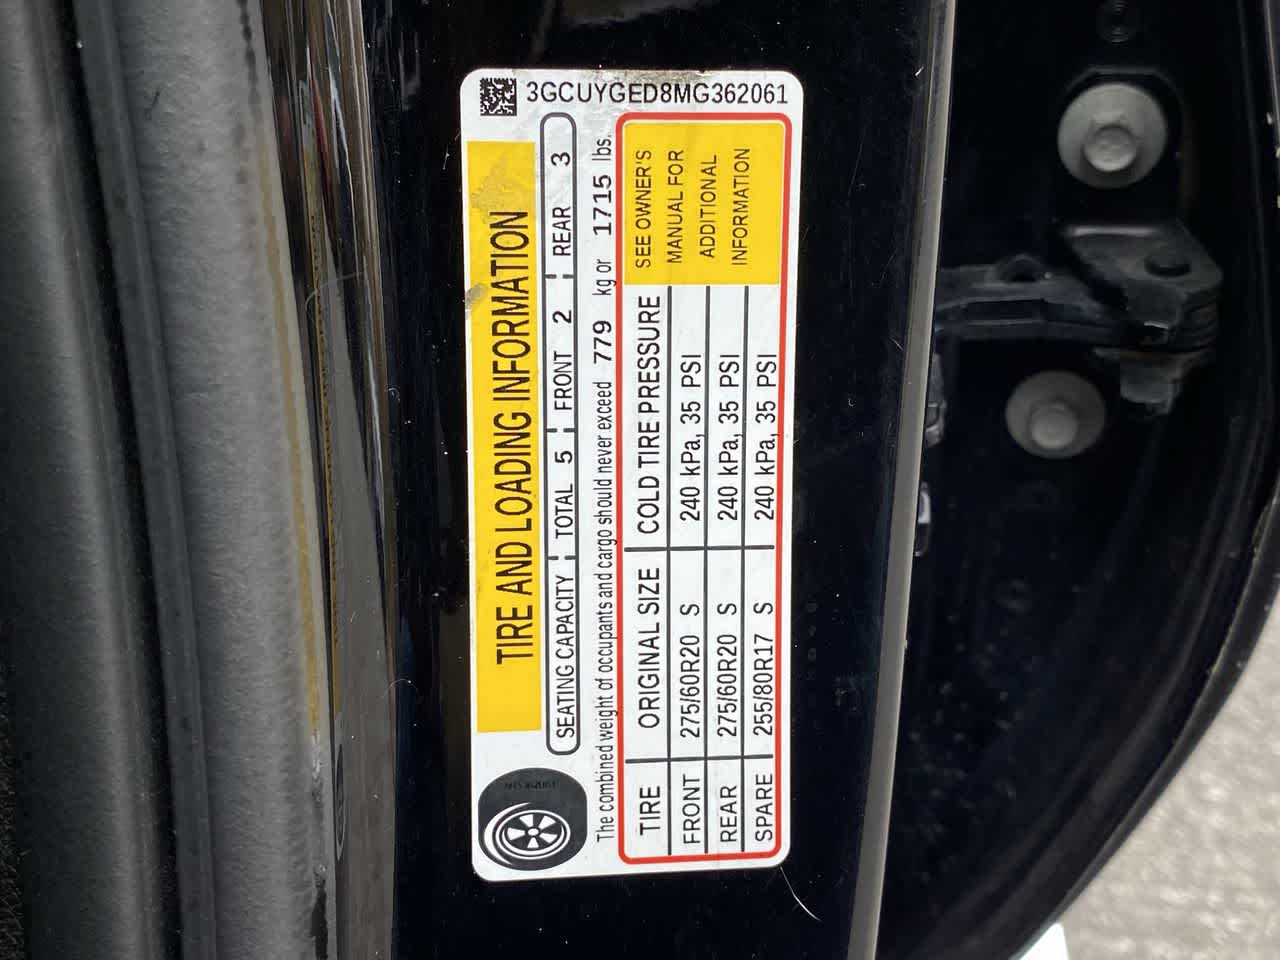 3GCUYGED8MG362061
TIRE AND LOADING INFORMATION
SEATING CAPACITY TOTAL 5 FRONT 2 REAR 3
The combined weight of occupants and cargo should never exceed 779 kg or 1715 lbs.
TIRE ORIGINAL SIZE COLD TIRE PRESSURE
FRONT 275/60R20 S 240 kPa, 35 PSI
REAR 275/60R20 S 240 kPa, 35 PSI
SPARE 255/80R17 S 240 kPa, 35 PSI
SEE OWNER'S
MANUAL FOR
ADDITIONAL
INFORMATION